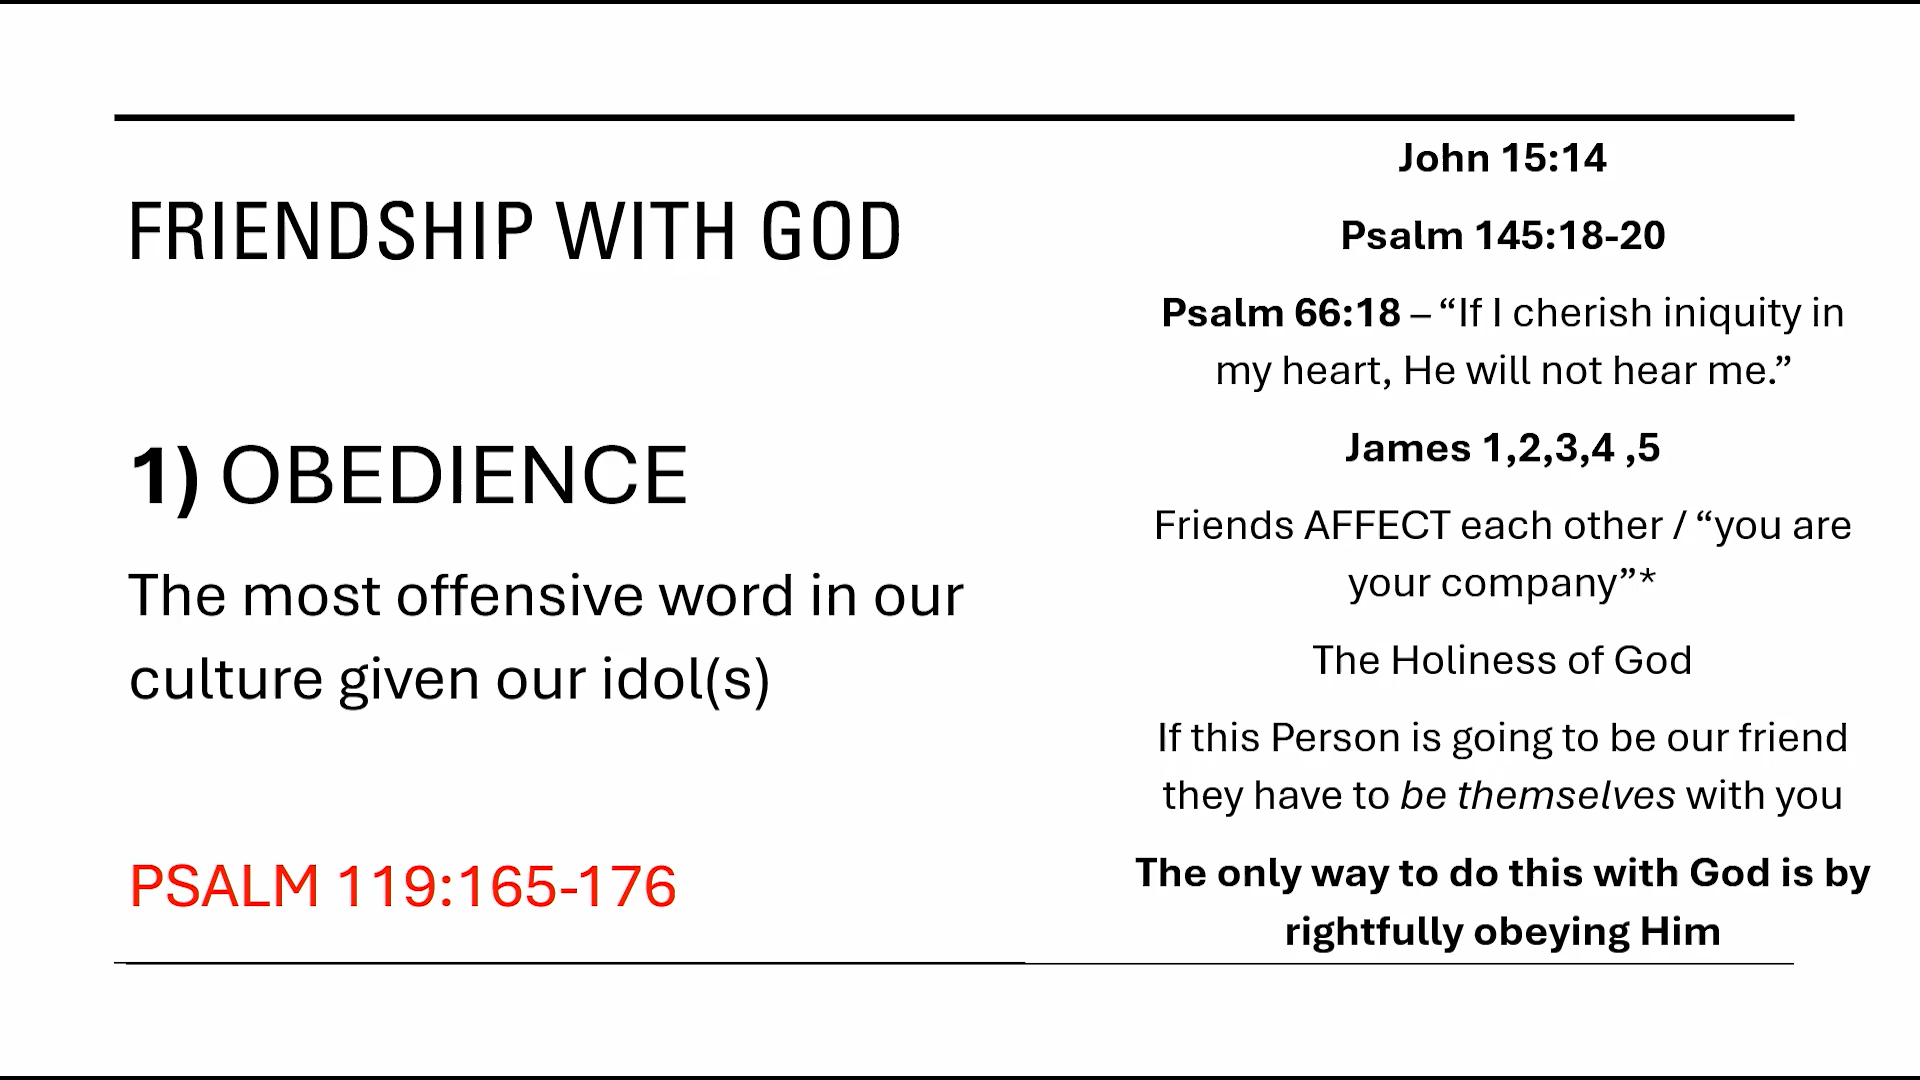 FRIENDSHIP WITH GOD
1) OBEDIENCE
The most offensive word in our
culture given our idol(s)
PSALM 119:165-176
John 15:14
Psalm 145:18-20
Psalm 66:18 – “If I cherish iniquity in
my heart, He will not hear me.”
James 1,2,3,4 ,5
Friends AFFECT each other / “you are
your company”*
The Holiness of God
If this Person is going to be our friend
they have to be themselves with you
The only way to do this with God is by
rightfully obeying Him